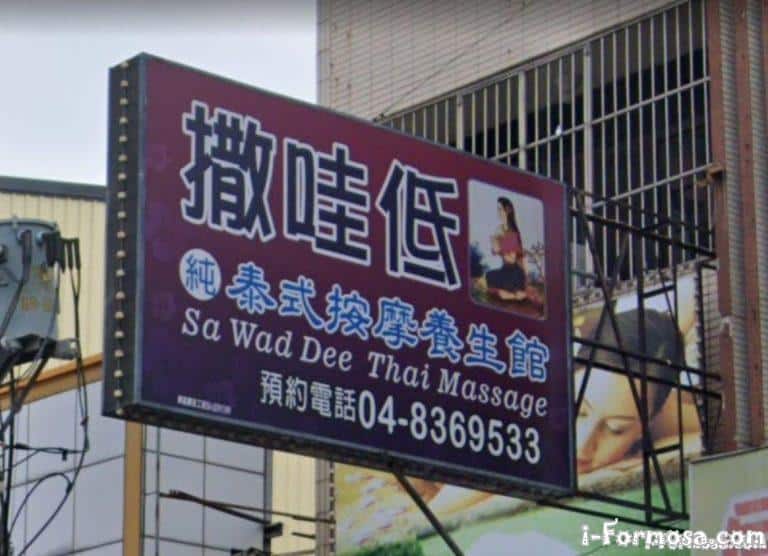 撒哇低
純 泰式按摩養生館
Sa Wad Dee Thai Massage
預約電話04-8369533
i-Formosa.com